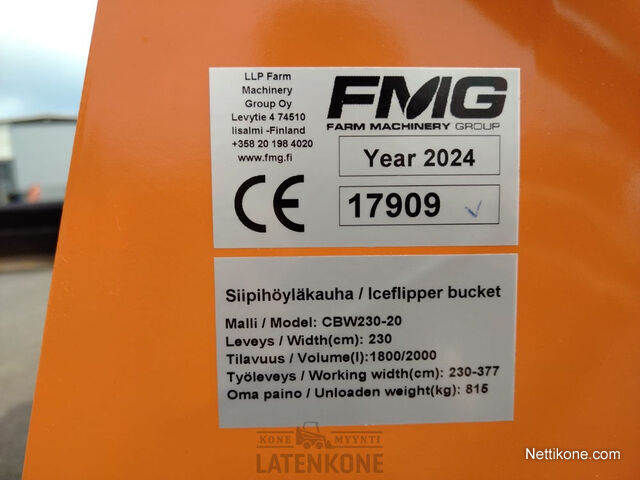 LLP Farm
Machinery
Group Oy
Levytie 4 74510
Iisalmi -Finland
+358 20 198 4020
www.fmg.fi
FMG
FARM MACHINERY GROUP
Year 2024
17909
CE
Siipihöyläkauha / Iceflipper bucket
Malli / Model: CBW230-20
Leveys / Width(cm): 230
Tilavuus / Volume(l):1800/2000
Työleveys / Working width(cm): 230-377
Oma paino / Unloaden weight(kg): 815
KONE MYYNTI
LATENKONE
Nettikone.com